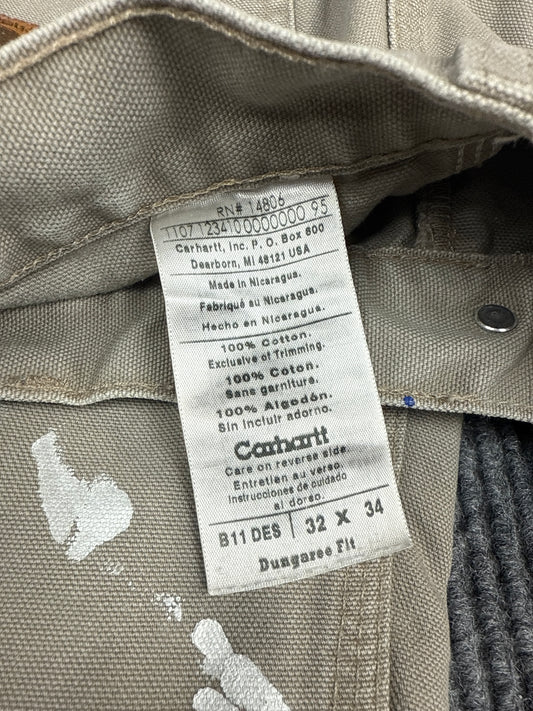 RN# 14806
1107 123410 0000000 95
Carhartt, Inc. P. O. Box 600
Dearborn, MI 48121 USA
Made in Nicaragua.
Fabriqué au Nicaragua.
Hecho en Nicaragua.
100% Cotton.
Exclusive of Trimming.
100% Coton.
Sans garniture.
100% Algodón.
Sin incluir adorno.
Carhartt
Care on reverse side.
Entretien au verso.
Instrucciones de cuidado
al dorso.
B11 DES 32 X 34
Dungaree Fit